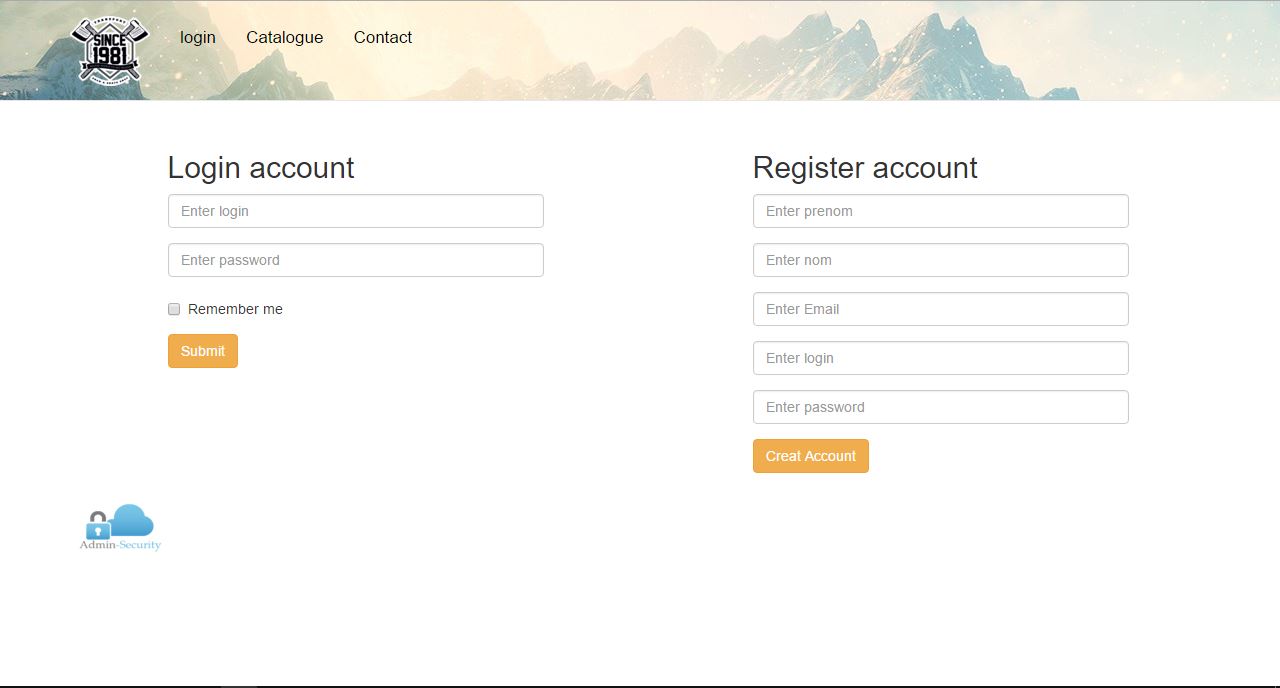 SINCE
1981
login Catalogue Contact
Login account
Enter login
Enter password
Remember me
Submit
Register account
Enter prenom
Enter nom
Enter Email
Enter login
Enter password
Creat Account
Admin-Security